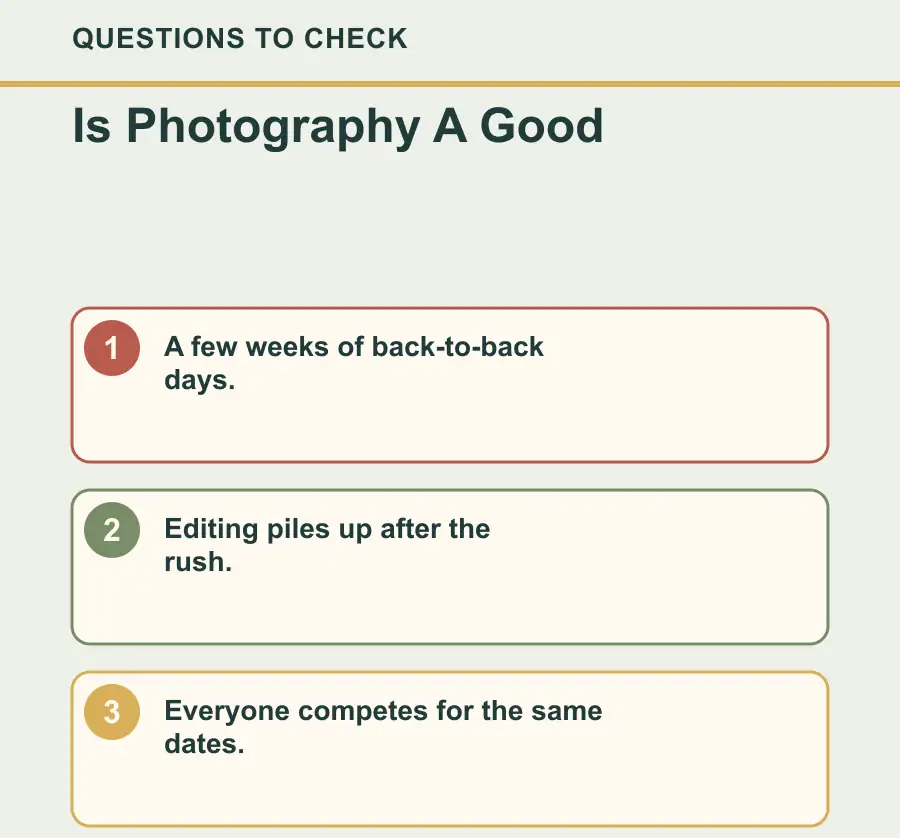 QUESTIONS TO CHECK
Is Photography A Good
1
A few weeks of back-to-back
days.
2
Editing piles up after the
rush.
3
Everyone competes for the same
dates.